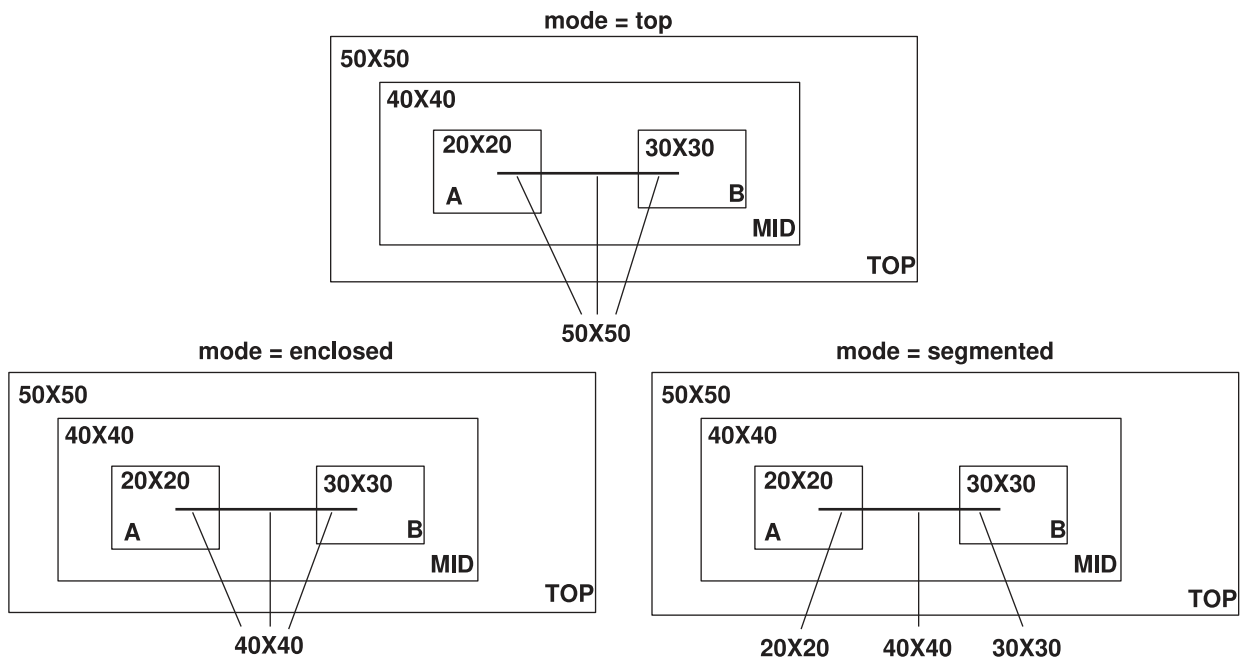 mode = top
50X50
40X40
20X20
30X30
A
B
MID
TOP
50X50
mode = enclosed
50X50
40X40
20X20
30X30
A
B
MID
TOP
40X40
mode = segmented
50X50
40X40
20X20
30X30
A
B
MID
TOP
20X20 40X40 30X30